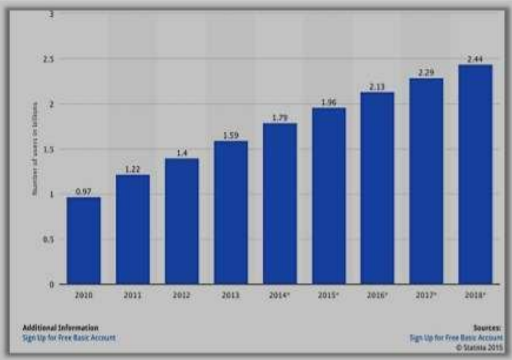 3
2.5
2
1.5
1
0.5
0
Number of users in billions
0.97
1.22
1.4
1.59
1.79
1.96
2.13
2.29
2.44
2010 2011 2012 2013 2014* 2015* 2016* 2017* 2018*
Additional Information
Sign Up for Free Basic Account
Sources:
Sign Up for Free Basic Account
© Statista 2015